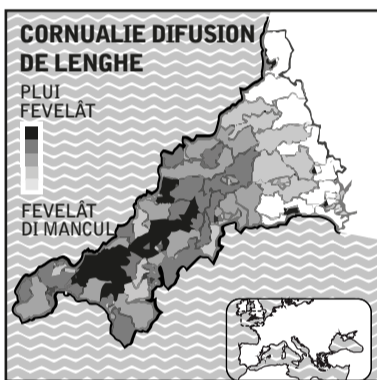 CORNUALIE DIFUSION
DE LENGHE
PLUI
FEVELÂT
FEVELÂT
DI MANCUL